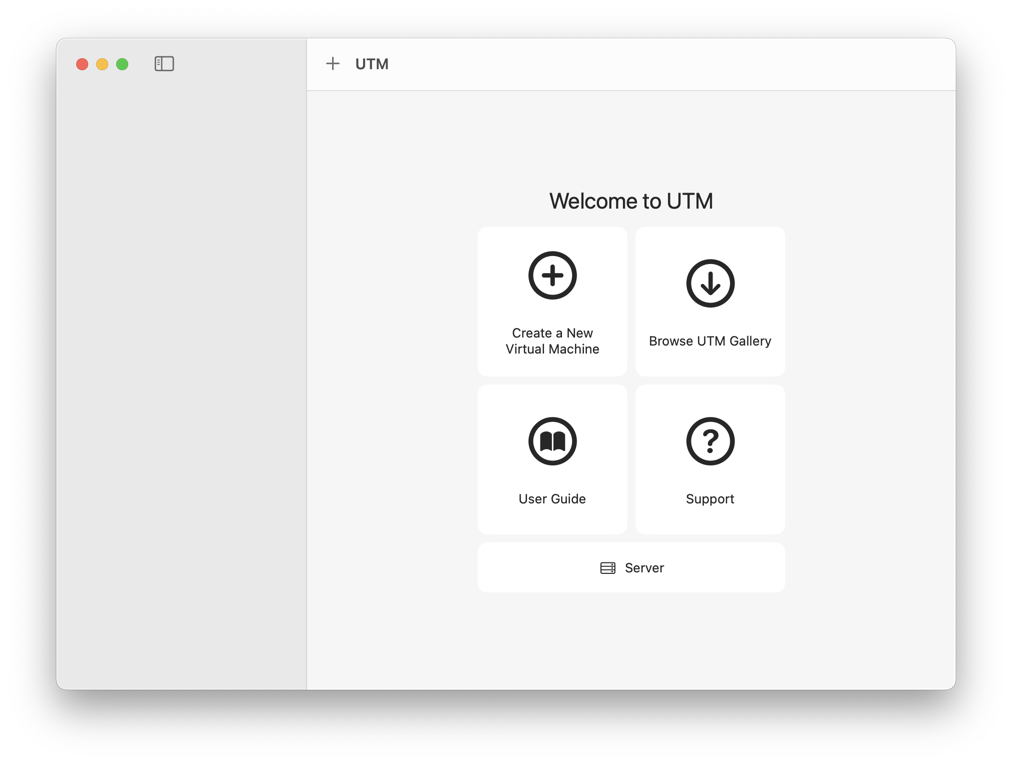 UTM
Welcome to UTM
Create a New
Virtual Machine
Browse UTM Gallery
User Guide
Support
Server